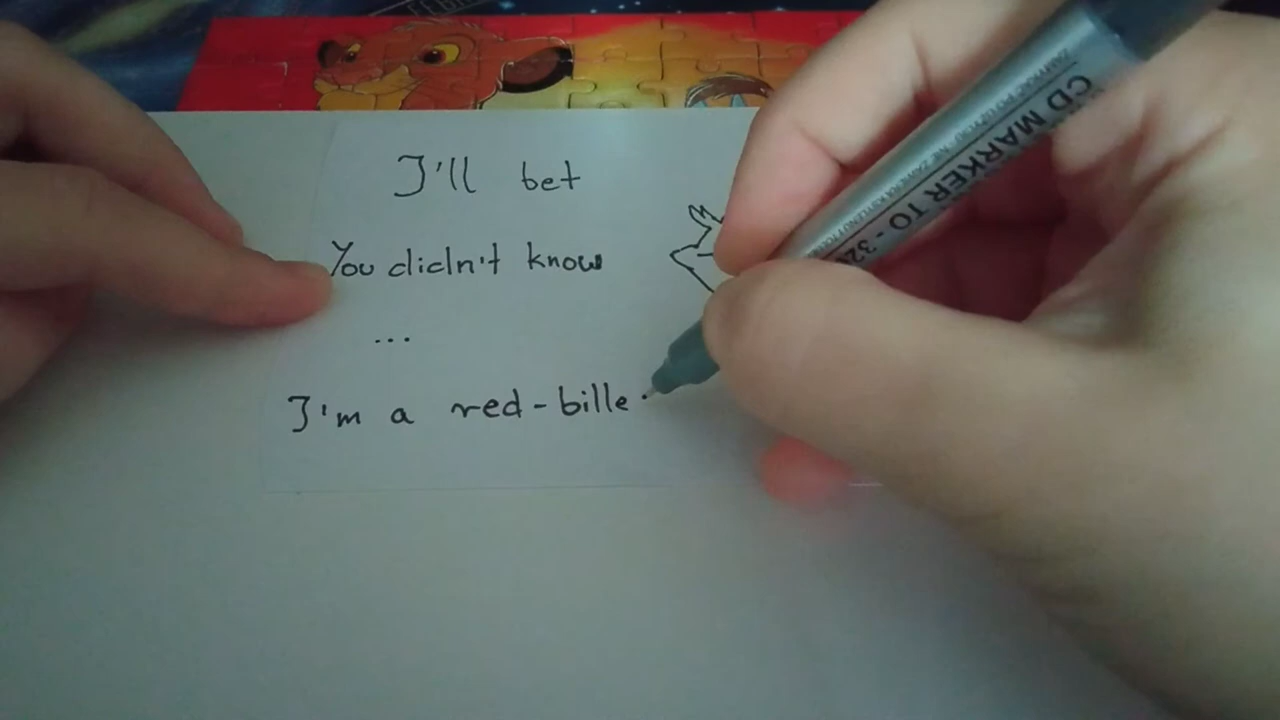 I'll bet
You didn't know
...
I'm a red-bille
CD MARKER TO-32